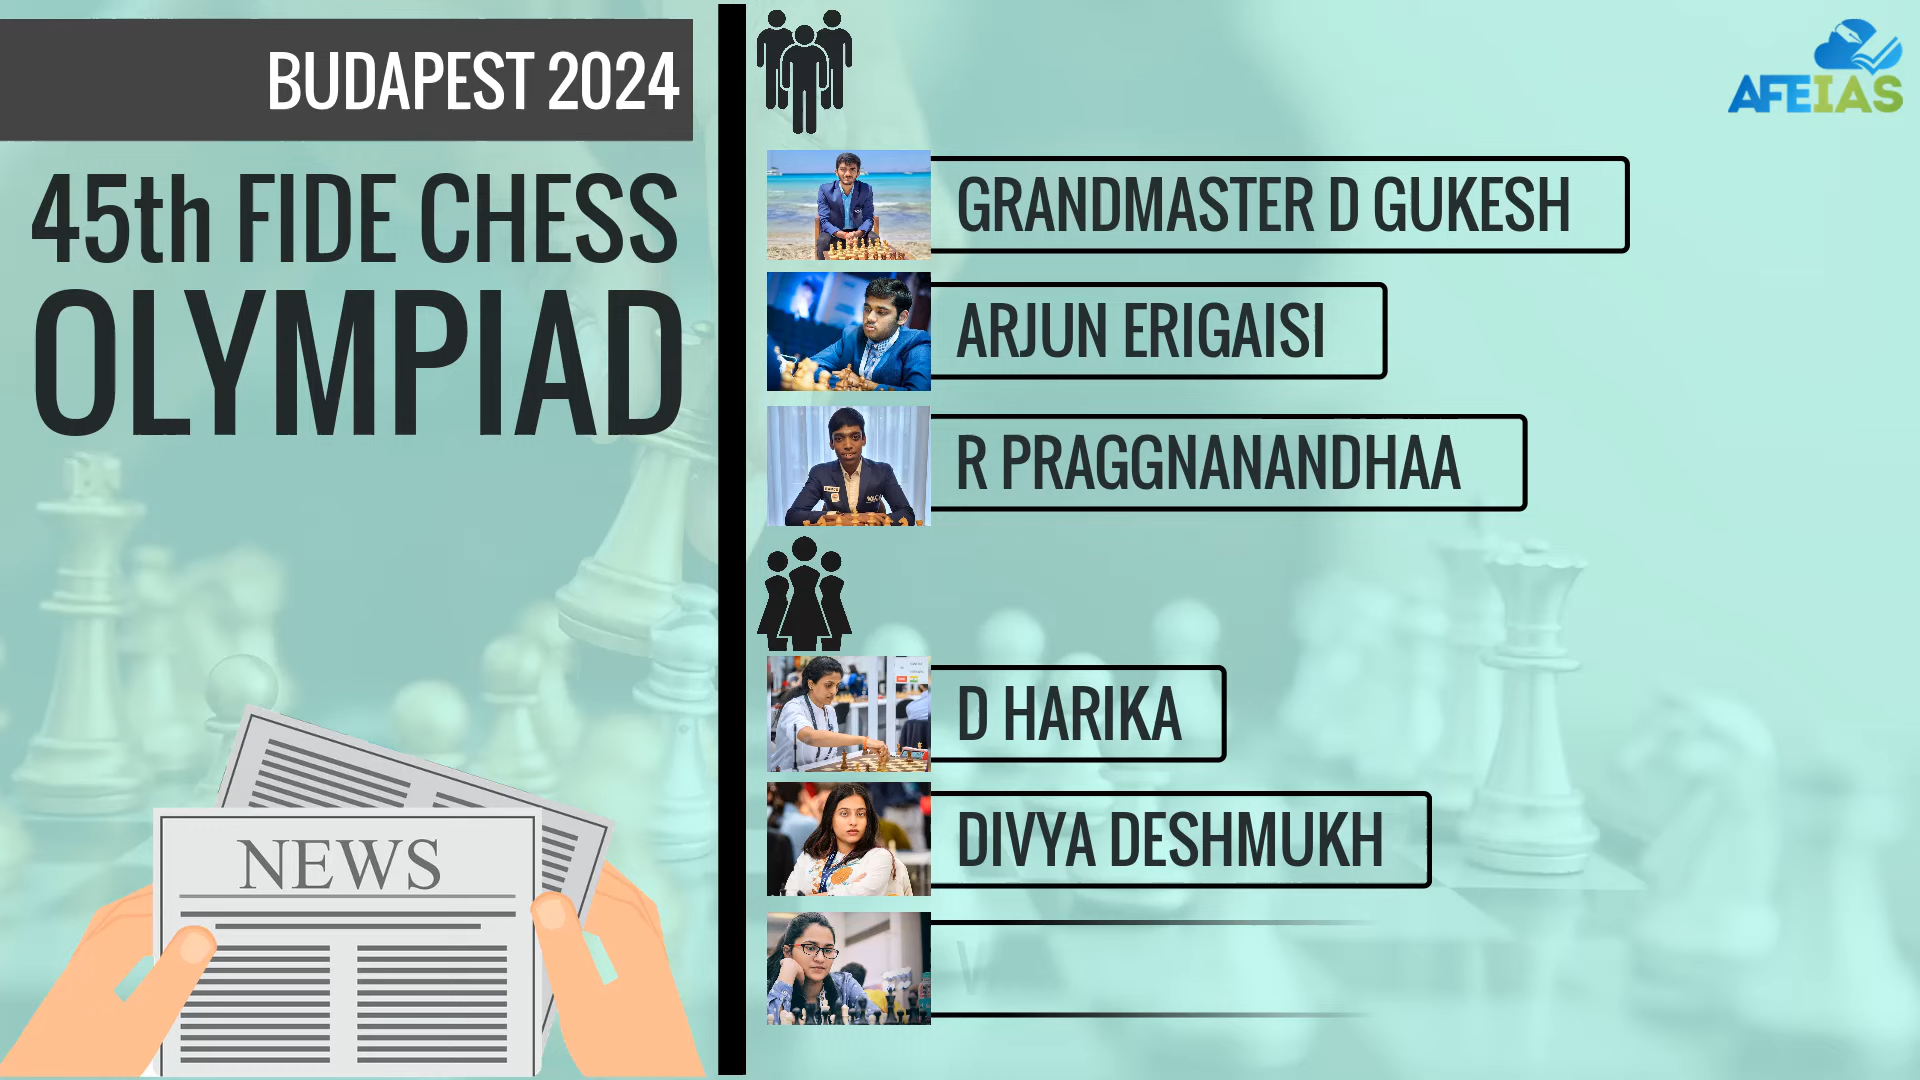 BUDAPEST 2024
45th FIDE CHESS
OLYMPIAD
NEWS
AFEIAS
GRANDMASTER D GUKESH
ARJUN ERIGAISI
R PRAGGNANANDHAA
D HARIKA
DIVYA DESHMUKH
V